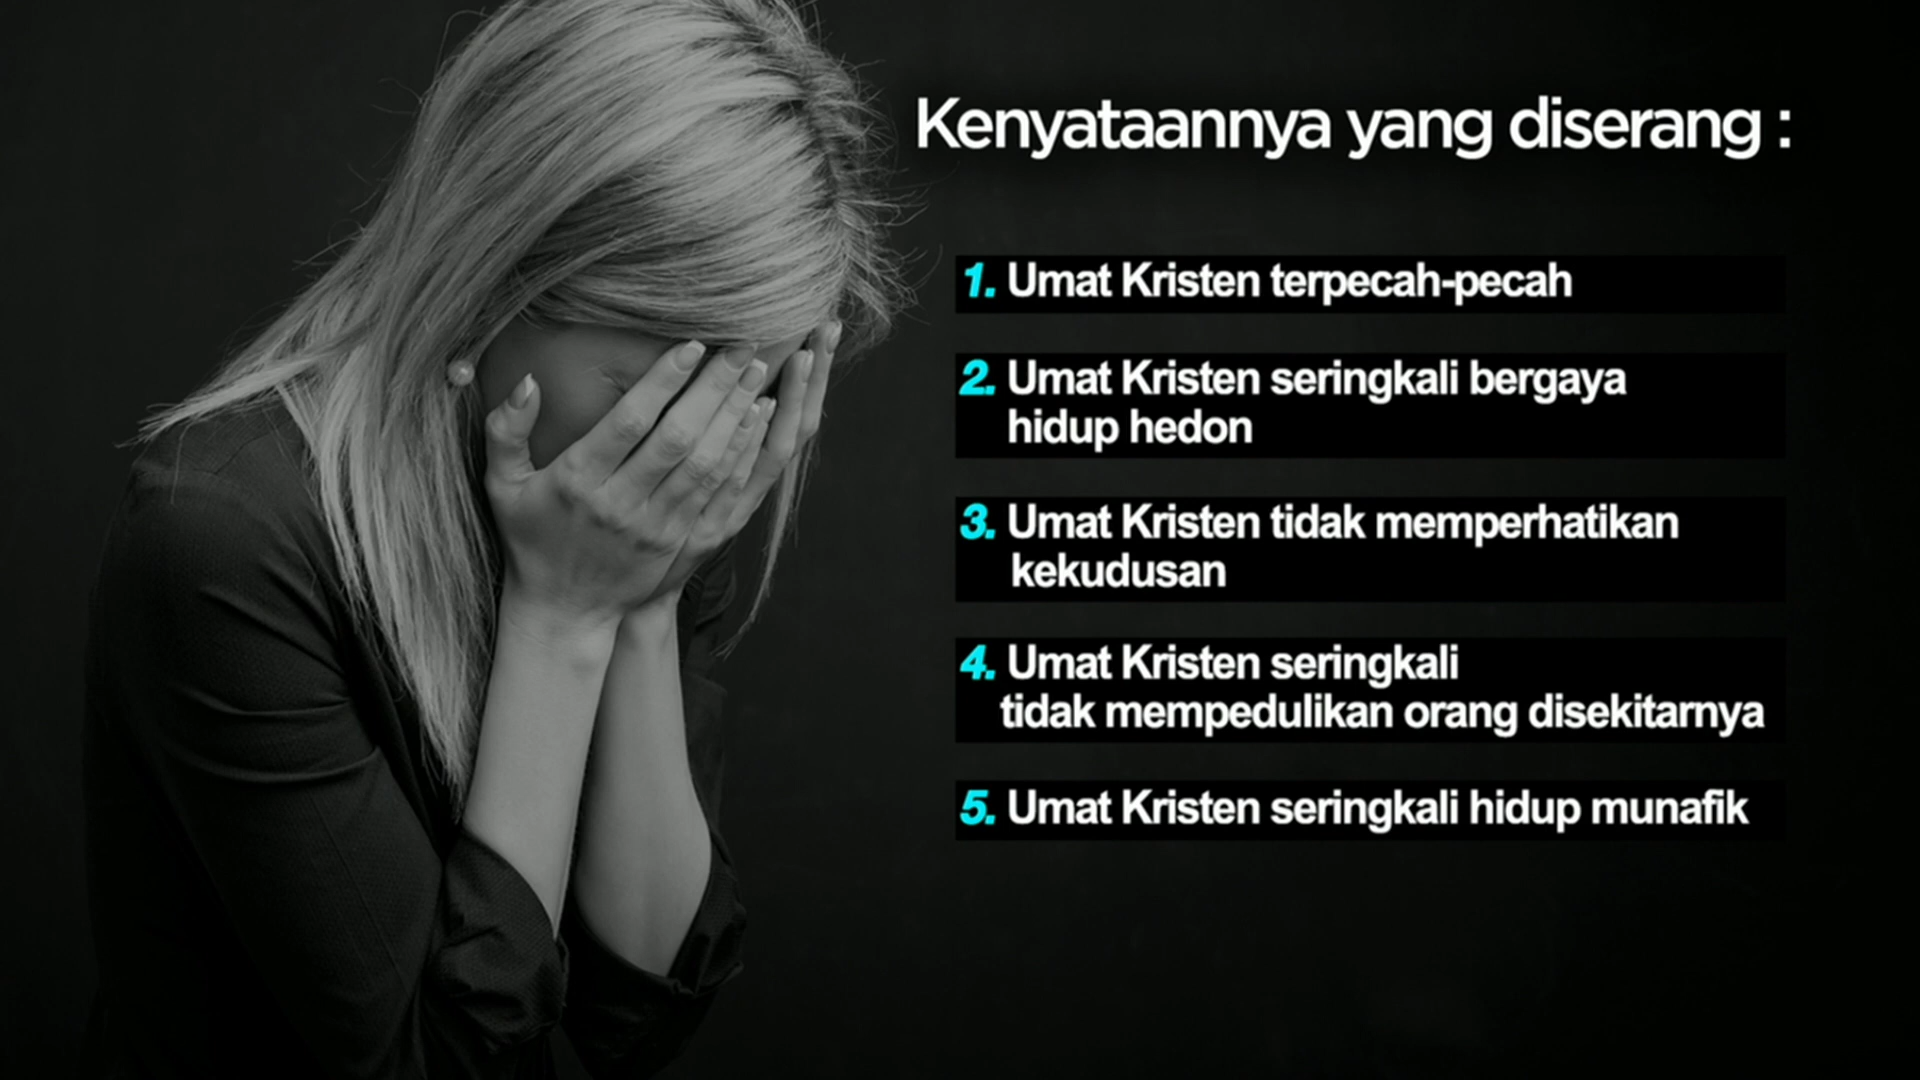 Kenyataannya yang diserang :
1. Umat Kristen terpecah-pecah
2. Umat Kristen seringkali bergaya
hidup hedon
3. Umat Kristen tidak memperhatikan
kekudusan
4. Umat Kristen seringkali
tidak mempedulikan orang disekitarnya
5. Umat Kristen seringkali hidup munafik